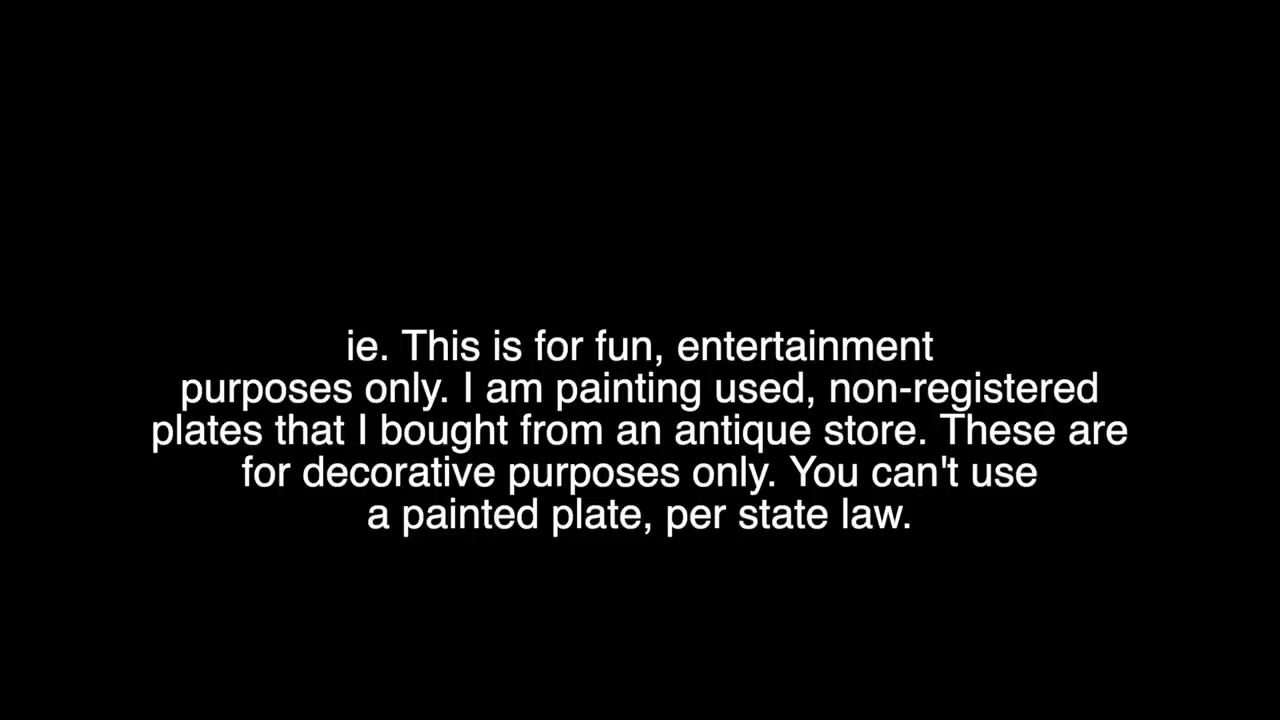 ie. This is for fun, entertainment
purposes only. I am painting used, non-registered
plates that I bought from an antique store. These are
for decorative purposes only. You can't use
a painted plate, per state law.